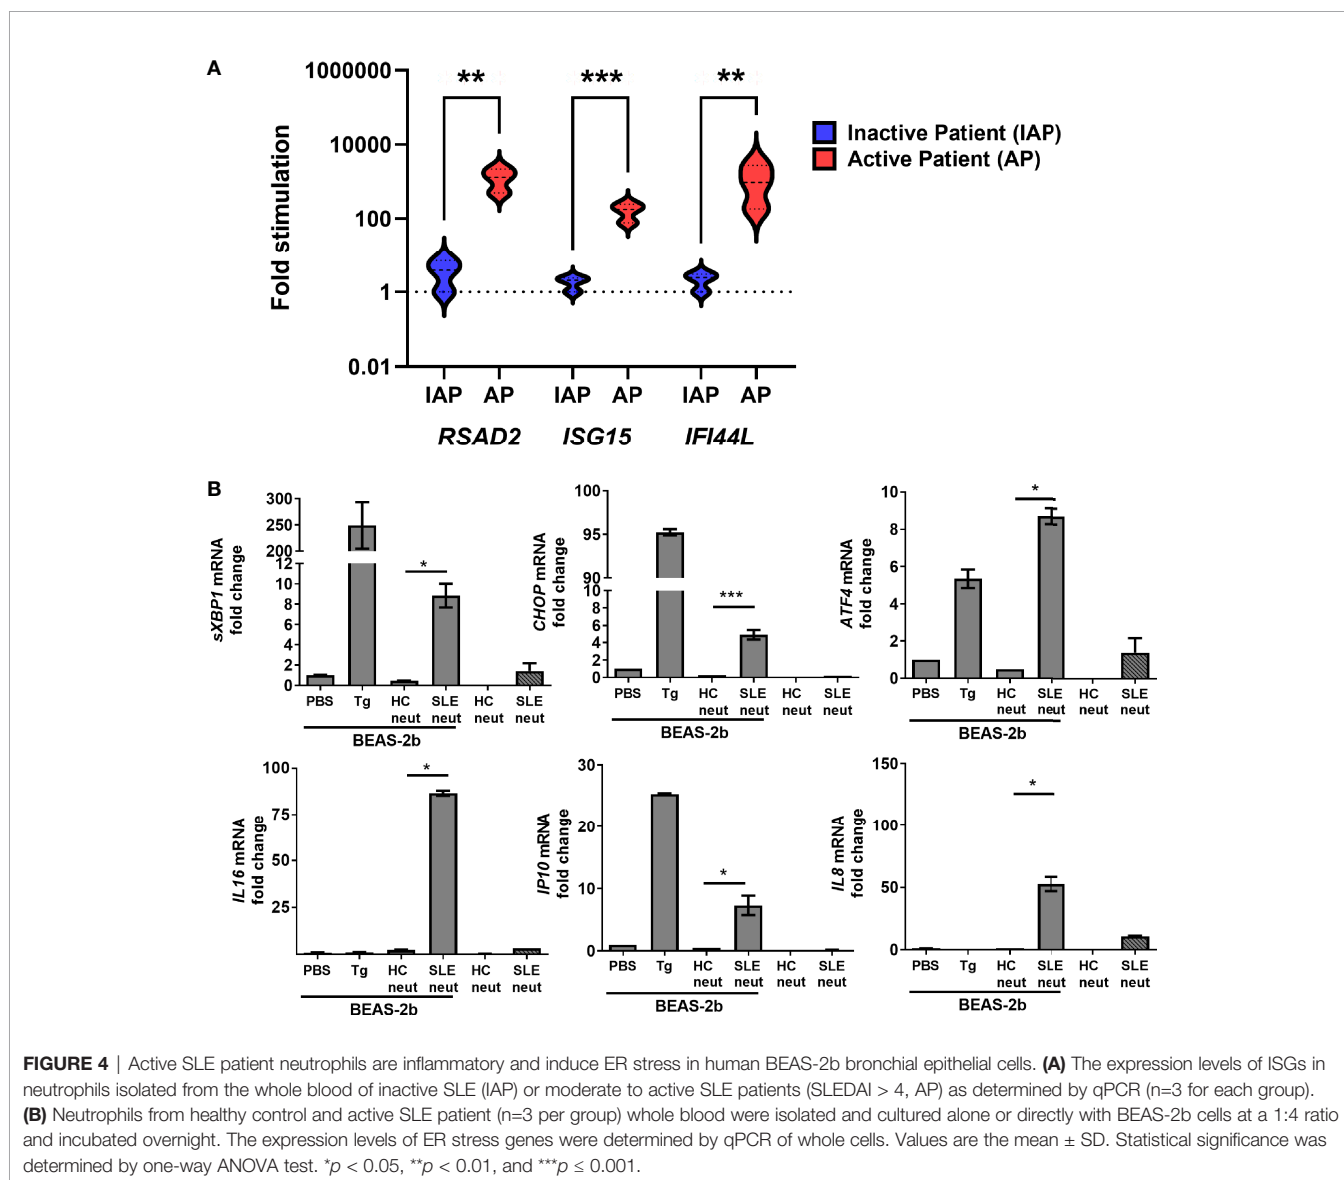 A
1000000
10000
100
1
0.01
Fold stimulation
** *** **
Inactive Patient (IAP)
Active Patient (AP)
IAP AP IAP AP IAP AP
RSAD2 ISG15 IFI44L
B
sXBP1 mRNA
fold change
300
250
200
12
10
8
6
4
2
0
*
PBS Tg HC SLE HC SLE
neut neut neut neut
BEAS-2b
CHOP mRNA
fold change
100
95
90
10
8
6
4
2
0
***
PBS Tg HC SLE HC SLE
neut neut neut neut
BEAS-2b
ATF4 mRNA
fold change
10
8
6
4
2
0
*
PBS Tg HC SLE HC SLE
neut neut neut neut
BEAS-2b
IL16 mRNA
fold change
100
75
50
25
*
PBS Tg HC SLE HC SLE
neut neut neut neut
BEAS-2b
IP10 mRNA
fold change
30
20
10
0
*
PBS Tg HC SLE HC SLE
neut neut neut neut
BEAS-2b
IL8 mRNA
fold change
150
100
50
0
*
PBS Tg HC SLE HC SLE
neut neut neut neut
BEAS-2b
FIGURE 4 | Active SLE patient neutrophils are inflammatory and induce ER stress in human BEAS-2b bronchial epithelial cells. (A) The expression levels of ISGs in
neutrophils isolated from the whole blood of inactive SLE (IAP) or moderate to active SLE patients (SLEDAI > 4, AP) as determined by qPCR (n=3 for each group).
(B) Neutrophils from healthy control and active SLE patient (n=3 per group) whole blood were isolated and cultured alone or directly with BEAS-2b cells at a 1:4 ratio
and incubated overnight. The expression levels of ER stress genes were determined by qPCR of whole cells. Values are the mean ± SD. Statistical significance was
determined by one-way ANOVA test. *p < 0.05, **p < 0.01, and ***p ≤ 0.001.